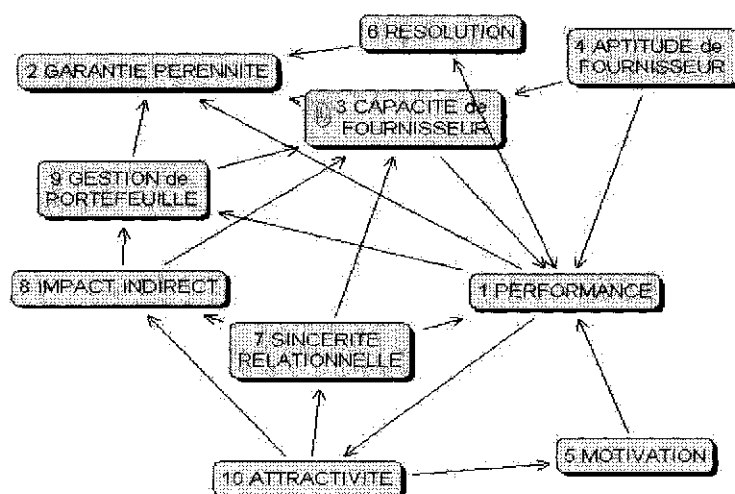 6 RESOLUTION
4 APTITUDE de
FOURNISSEUR
2 GARANTIE PERENNITE
3 CAPACITE de
FOURNISSEUR
9 GESTION de
PORTEFEUILLE
8 IMPACT INDIRECT
1 PERFORMANCE
7 SINCERITE
RELATIONNELLE
5 MOTIVATION
10 ATTRACTIVITE